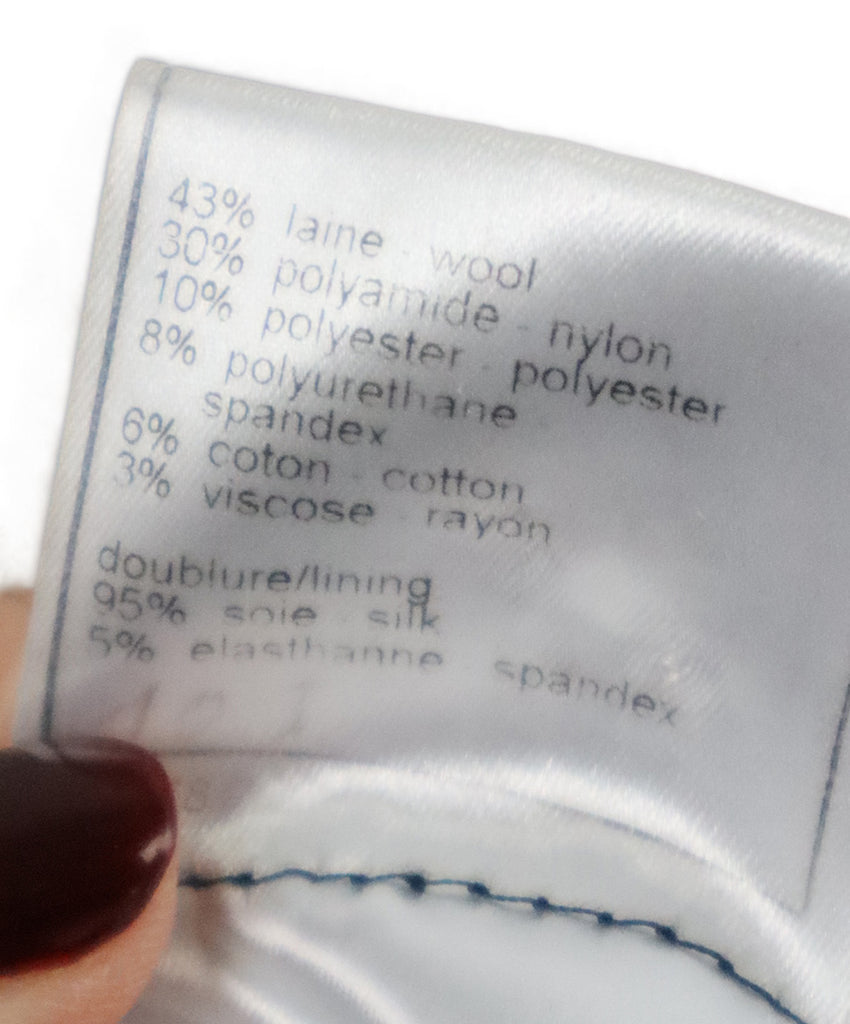 43% laine - wool
30% polyamide - nylon
10% polyester - polyester
8% polyurethane -
spandex
6% coton - cotton
3% viscose - rayon
doublure/lining
95% soie - silk
5% elasthanne spandex